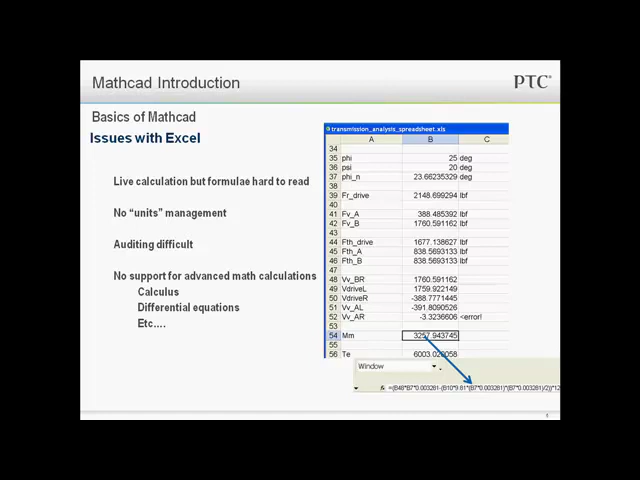 Mathcad Introduction
PTC®
Basics of Mathcad
Issues with Excel
Live calculation but formulae hard to read
No “units” management
Auditing difficult
No support for advanced math calculations
Calculus
Differential equations
Etc....
transmission_analysis_spreadsheet.xls
A B C
34
35 phi 25 deg
36 psi 20 deg
37 phi_n 23.66235329 deg
38
39 Fr_drive 2148.699294 lbf
40
41 Fv_A 388.485392 lbf
42 Fv_B 1760.591162 lbf
43
44 Fth_drive 1677.138627 lbf
45 Fth_A 838.5693133 lbf
46 Fth_B 838.5693133 lbf
47
48 Vv_BR 1760.591162
49 VdriveL 1759.922149
50 VdriveR -388.7771445
51 Vv_AL -391.8090526
52 Vv_AR -3.3236606 <error!
53
54 Mm 3257.943745
55
56 Te
Window
fx
6